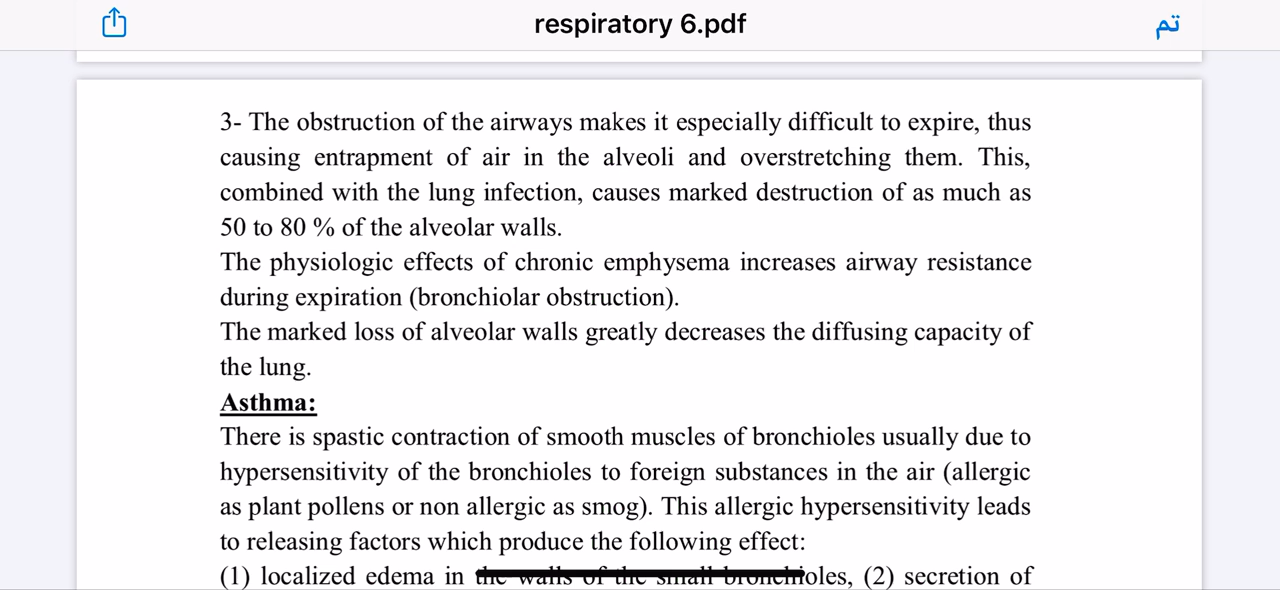 respiratory 6.pdf
تم
3- The obstruction of the airways makes it especially difficult to expire, thus
causing entrapment of air in the alveoli and overstretching them. This,
combined with the lung infection, causes marked destruction of as much as
50 to 80 % of the alveolar walls.
The physiologic effects of chronic emphysema increases airway resistance
during expiration (bronchiolar obstruction).
The marked loss of alveolar walls greatly decreases the diffusing capacity of
the lung.
Asthma:
There is spastic contraction of smooth muscles of bronchioles usually due to
hypersensitivity of the bronchioles to foreign substances in the air (allergic
as plant pollens or non allergic as smog). This allergic hypersensitivity leads
to releasing factors which produce the following effect:
(1) localized edema in the walls of the small bronchioles, (2) secretion of